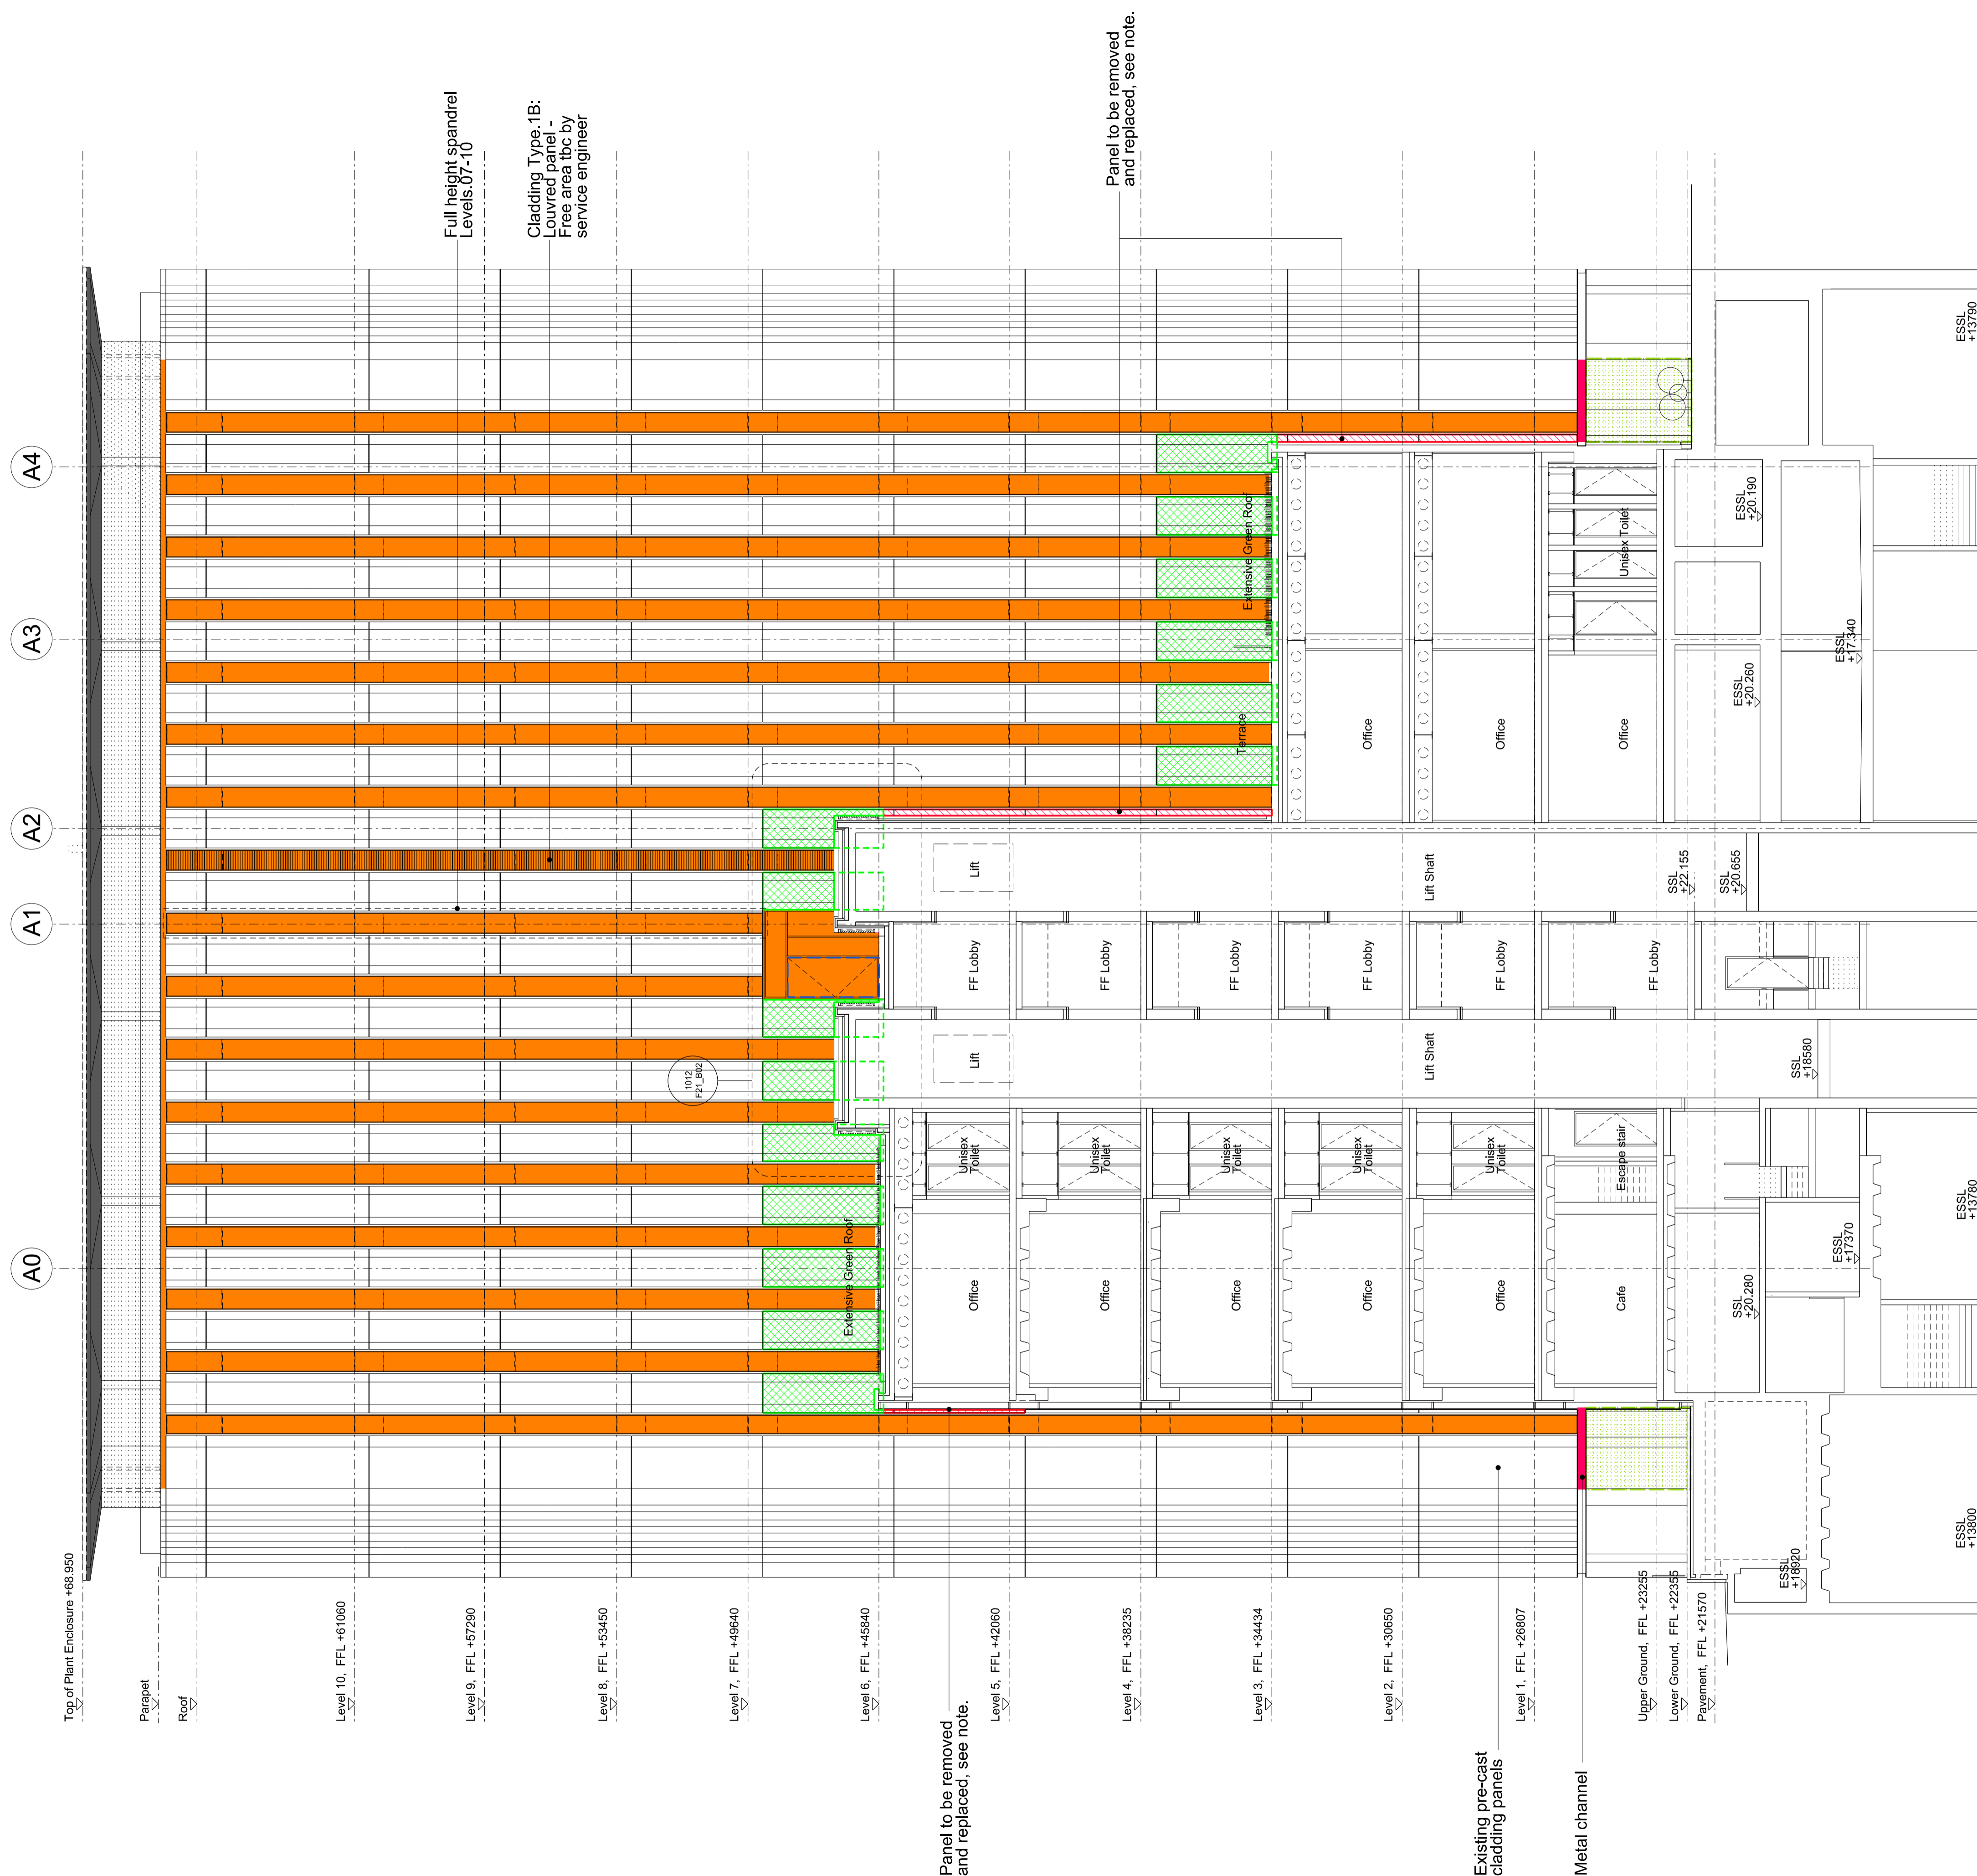 A0
A1
A2
A3
A4
Top of Plant Enclosure +68.950
Parapet
Roof
Level 10, FFL +61060
Level 9, FFL +57290
Level 8, FFL +53450
Level 7, FFL +49640
Level 6, FFL +45840
Level 5, FFL +42060
Level 4, FFL +38235
Level 3, FFL +34434
Level 2, FFL +30650
Level 1, FFL +26807
Upper Ground, FFL +23255
Lower Ground, FFL +22355
Pavement, FFL +21570
Full height spandrel
Levels.07-10
Cladding Type.1B:
Louvred panel -
Free area tbc by
service engineer
Panel to be removed
and replaced, see note.
Panel to be removed
and replaced, see note.
Existing pre-cast
cladding panels
Metal channel
1012
F21_B02
Extensive Green Roof
Terrace
Extensive Green Roof
Office
Unisex
Toilet
Lift
FF Lobby
Lift
Office
Unisex
Toilet
FF Lobby
Office
Unisex
Toilet
FF Lobby
Office
Unisex
Toilet
FF Lobby
Office
Office
Unisex
Toilet
Lift Shaft
FF Lobby
Lift Shaft
Office
Cafe
Escape stair
FF Lobby
Office
Unisex Toilet
SSL
+22.155
SSL
+20.655
SSL
+20.280
ESSL
+20.260
ESSL
+20.190
SSL
+18580
ESSL
+18920
ESSL
+17370
ESSL
+17.340
ESSL
+13800
ESSL
+13780
ESSL
+13790